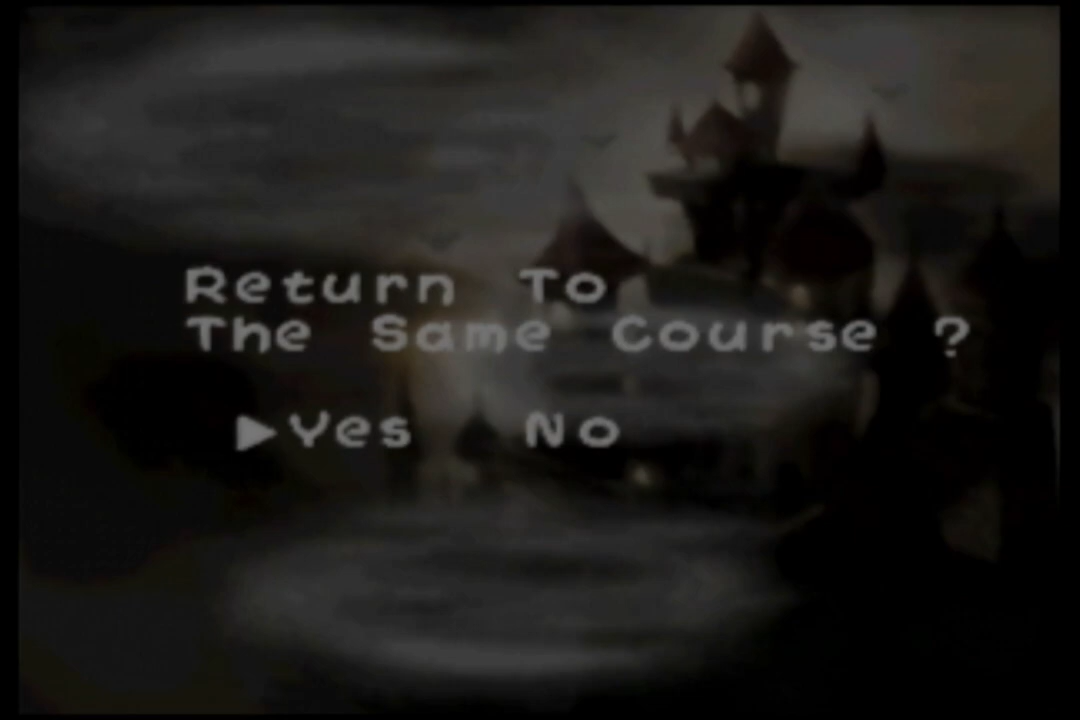 Return To
The Same Course ?
▶Yes No